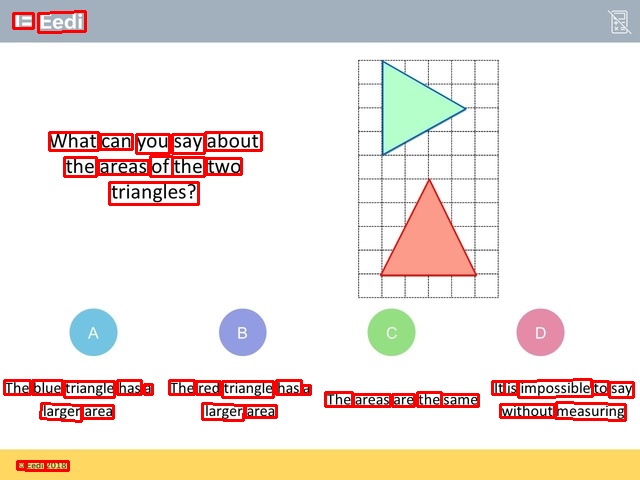 Eedi
What can you say about
the areas of the two
triangles?
A
B
C
D
The blue triangle has a
larger area
The red triangle has a
larger area
The areas are the same
It is impossible to say
without measuring
© Eedi 2018